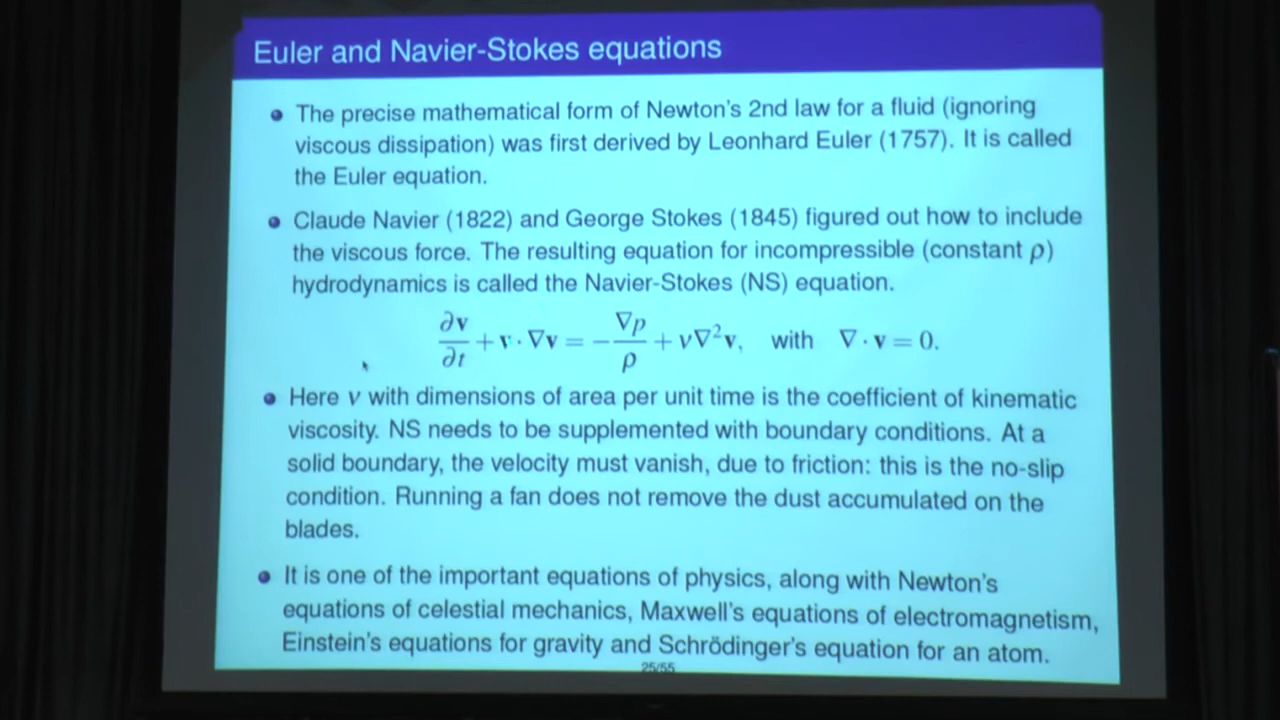 Euler and Navier-Stokes equations
• The precise mathematical form of Newton's 2nd law for a fluid (ignoring
viscous dissipation) was first derived by Leonhard Euler (1757). It is called
the Euler equation.
• Claude Navier (1822) and George Stokes (1845) figured out how to include
the viscous force. The resulting equation for incompressible (constant ρ)
hydrodynamics is called the Navier-Stokes (NS) equation.
∂v/∂t + v · ∇v = −∇p/ρ + ν∇²v, with ∇ · v = 0.
• Here ν with dimensions of area per unit time is the coefficient of kinematic
viscosity. NS needs to be supplemented with boundary conditions. At a
solid boundary, the velocity must vanish, due to friction: this is the no-slip
condition. Running a fan does not remove the dust accumulated on the
blades.
• It is one of the important equations of physics, along with Newton's
equations of celestial mechanics, Maxwell's equations of electromagnetism,
Einstein's equations for gravity and Schrödinger's equation for an atom.
25/55